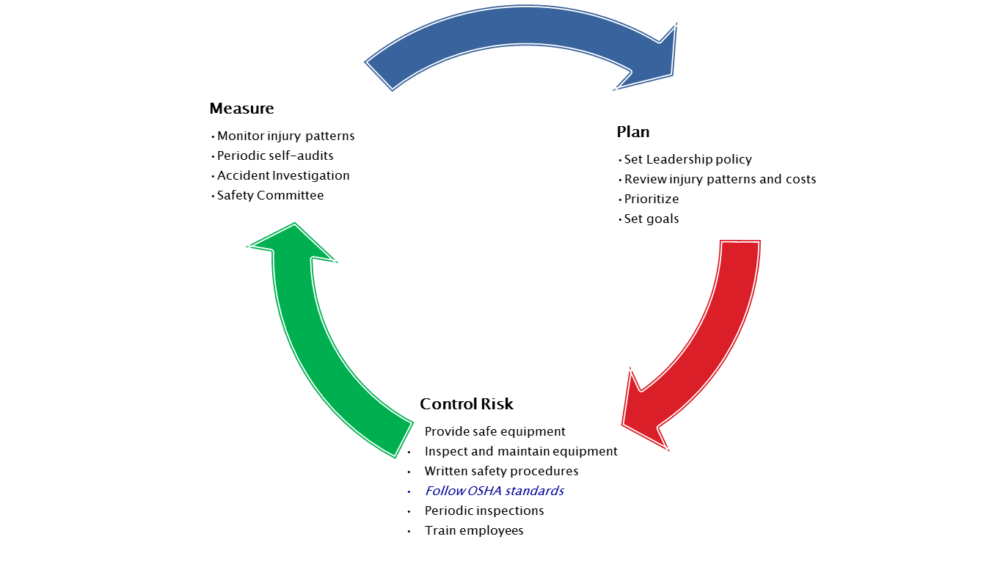 Measure
•Monitor injury patterns
•Periodic self-audits
•Accident Investigation
•Safety Committee
Plan
•Set Leadership policy
•Review injury patterns and costs
•Prioritize
•Set goals
Control Risk
Provide safe equipment
• Inspect and maintain equipment
• Written safety procedures
• Follow OSHA standards
• Periodic inspections
• Train employees